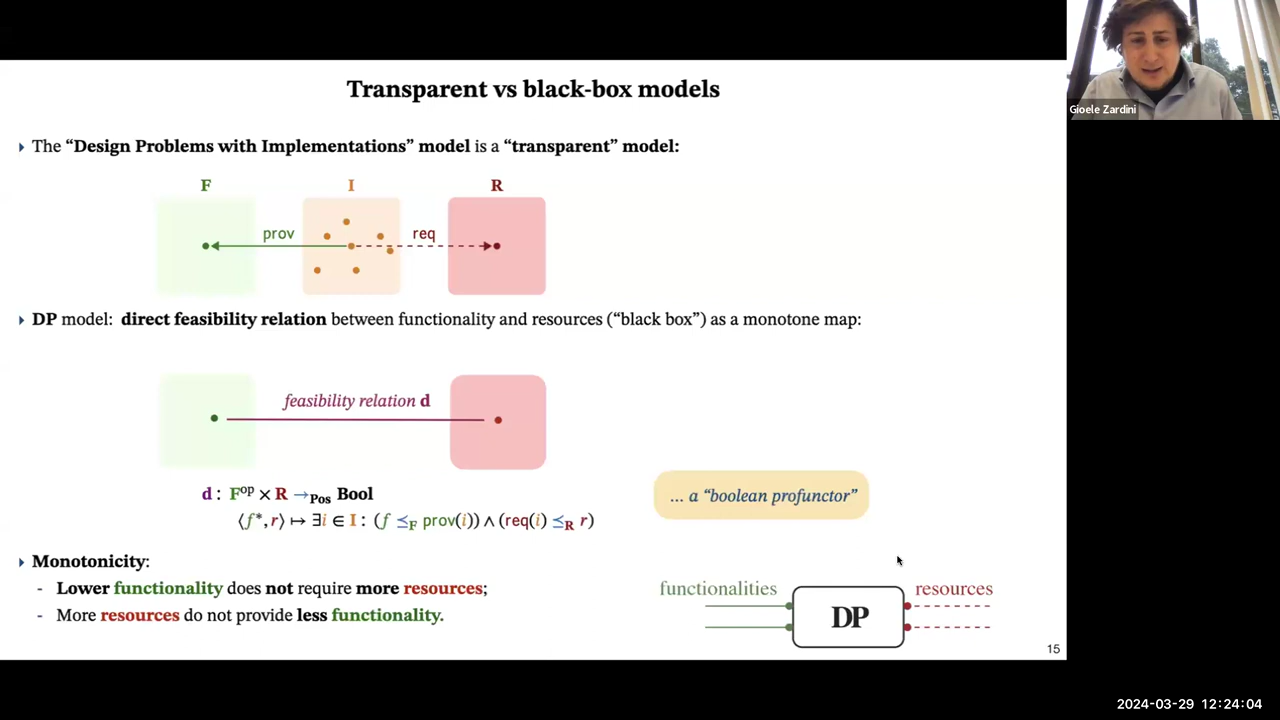 Transparent vs black-box models
Gioele Zardini
The “Design Problems with Implementations” model is a “transparent” model:
F I R
prov req
DP model: direct feasibility relation between functionality and resources (“black box”) as a monotone map:
feasibility relation d
d : Fᵒᵖ × R →Pos Bool
... a “boolean profunctor”
⟨f*, r⟩ ↦ ∃i ∈ I : (f ⪯F prov(i)) ∧ (req(i) ⪯R r)
Monotonicity:
- Lower functionality does not require more resources;
- More resources do not provide less functionality.
functionalities resources
DP
15
2024-03-29 12:24:04